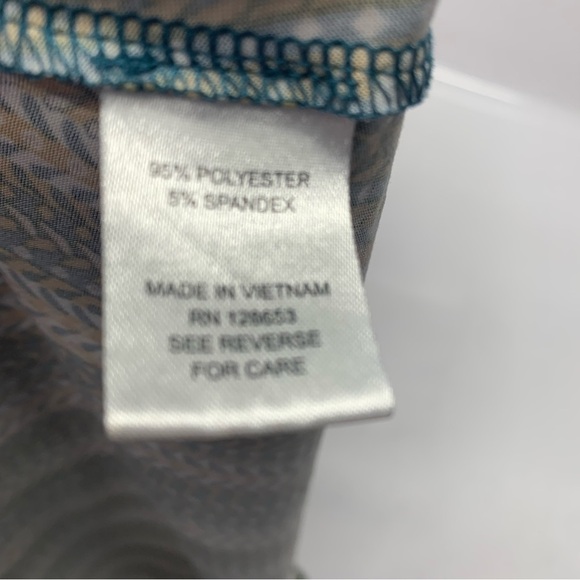 95% POLYESTER
5% SPANDEX
MADE IN VIETNAM
RN 128653
SEE REVERSE
FOR CARE